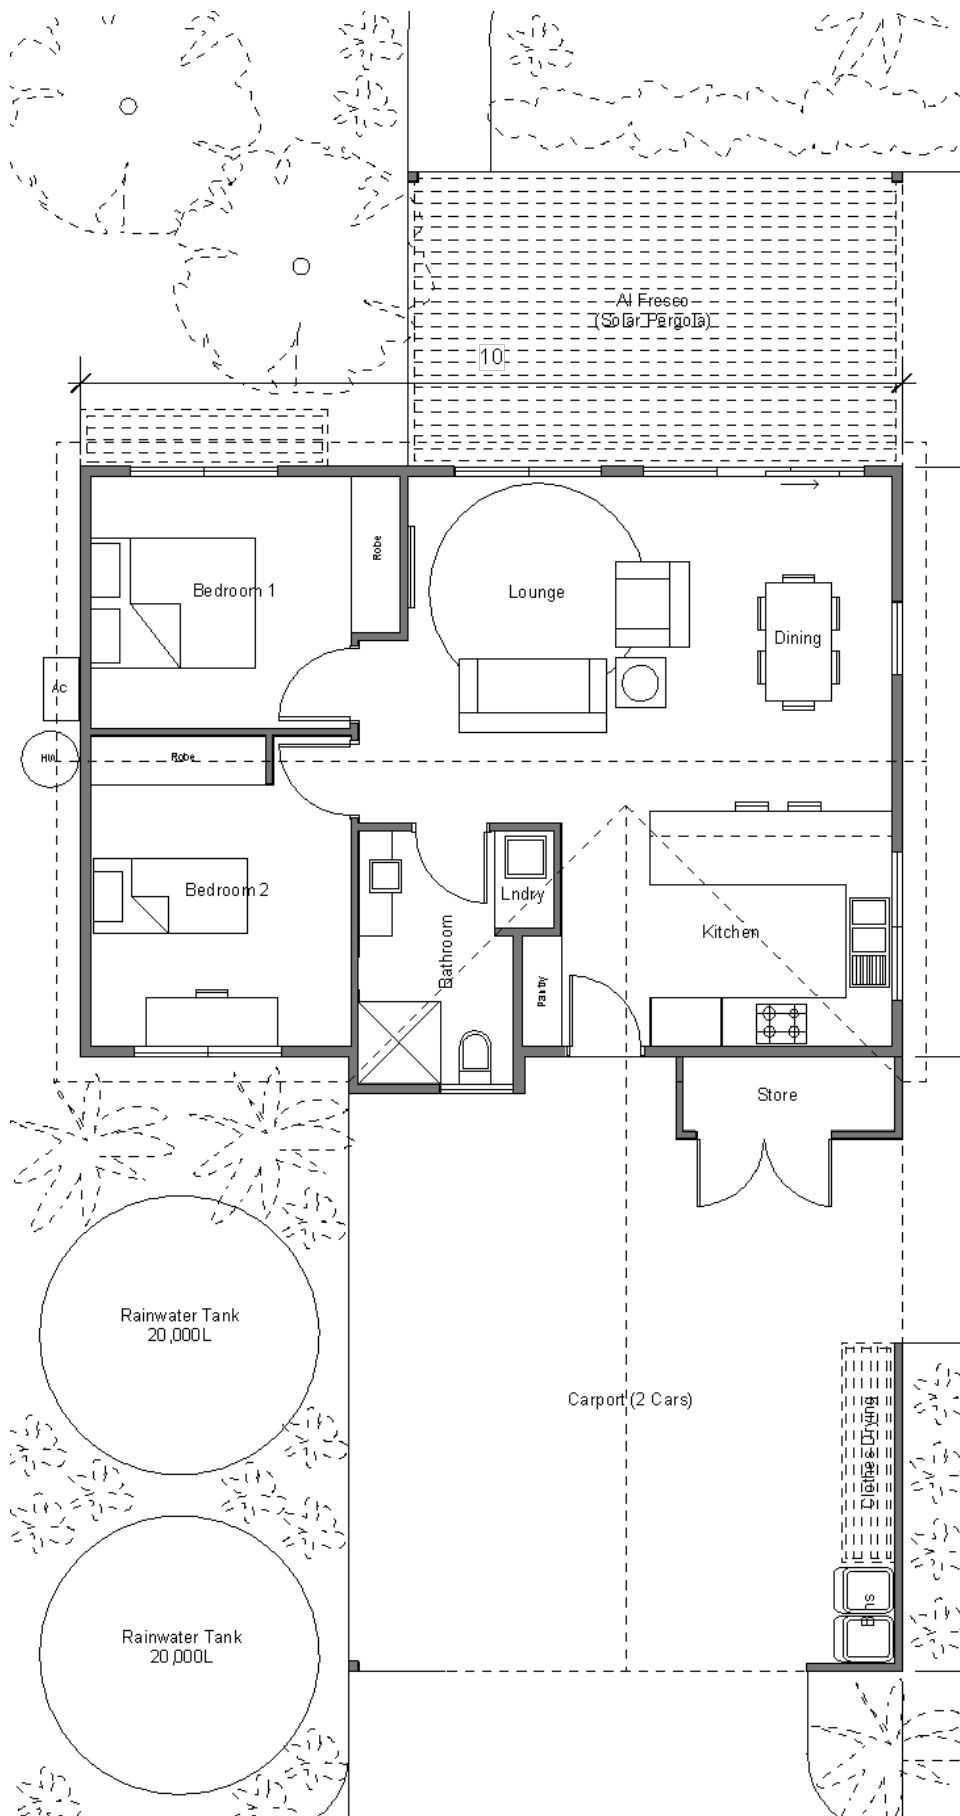 Al Fresco
(Solar Pergola)
10
Robe
Bedroom 1
Lounge
Dining
AC
HW
Robe
Bedroom 2
Lndry
Kitchen
Bathroom
Pantry
Store
Rainwater Tank
20,000L
Carport (2 Cars)
Clothes Drying
Bins
Rainwater Tank
20,000L